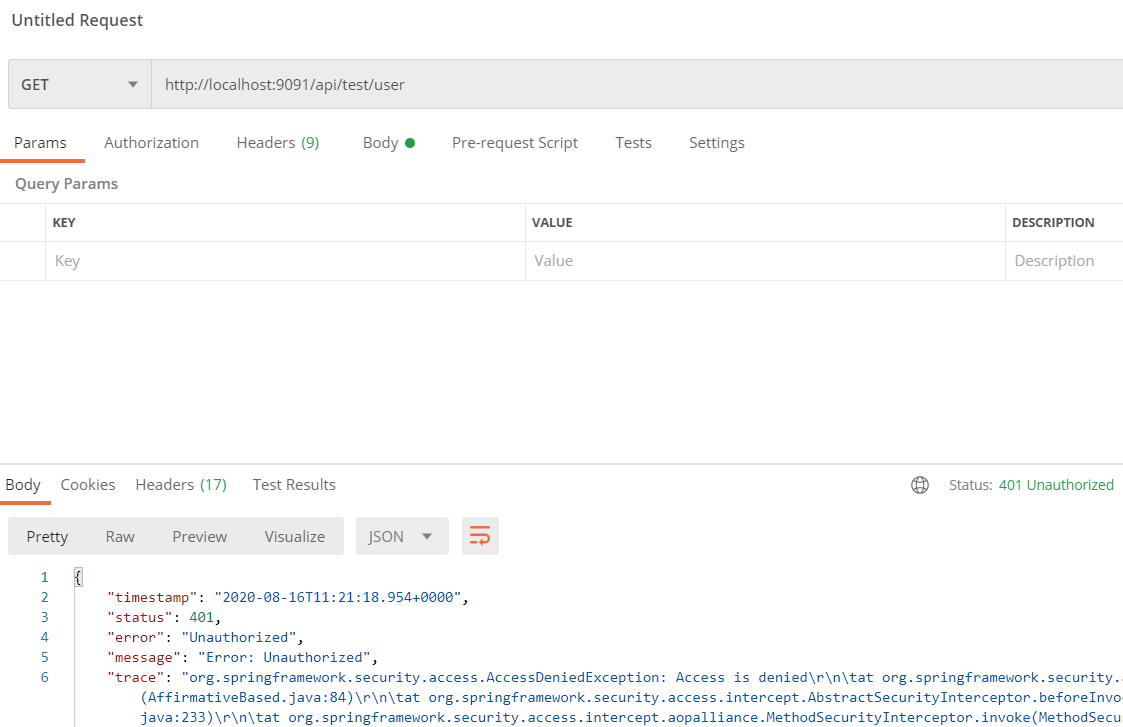 Untitled Request
GET http://localhost:9091/api/test/user
Params Authorization Headers (9) Body Pre-request Script Tests Settings
Query Params
KEY VALUE DESCRIPTION
Key Value Description
Body Cookies Headers (17) Test Results Status: 401 Unauthorized
Pretty Raw Preview Visualize JSON
1 {
2 "timestamp": "2020-08-16T11:21:18.954+0000",
3 "status": 401,
4 "error": "Unauthorized",
5 "message": "Error: Unauthorized",
6 "trace": "org.springframework.security.access.AccessDeniedException: Access is denied\r\n\tat org.springframework.security.
(AffirmativeBased.java:84)\r\n\tat org.springframework.security.access.intercept.AbstractSecurityInterceptor.beforeInvo
java:233)\r\n\tat org.springframework.security.access.intercept.aopalliance.MethodSecurityInterceptor.invoke(MethodSecu